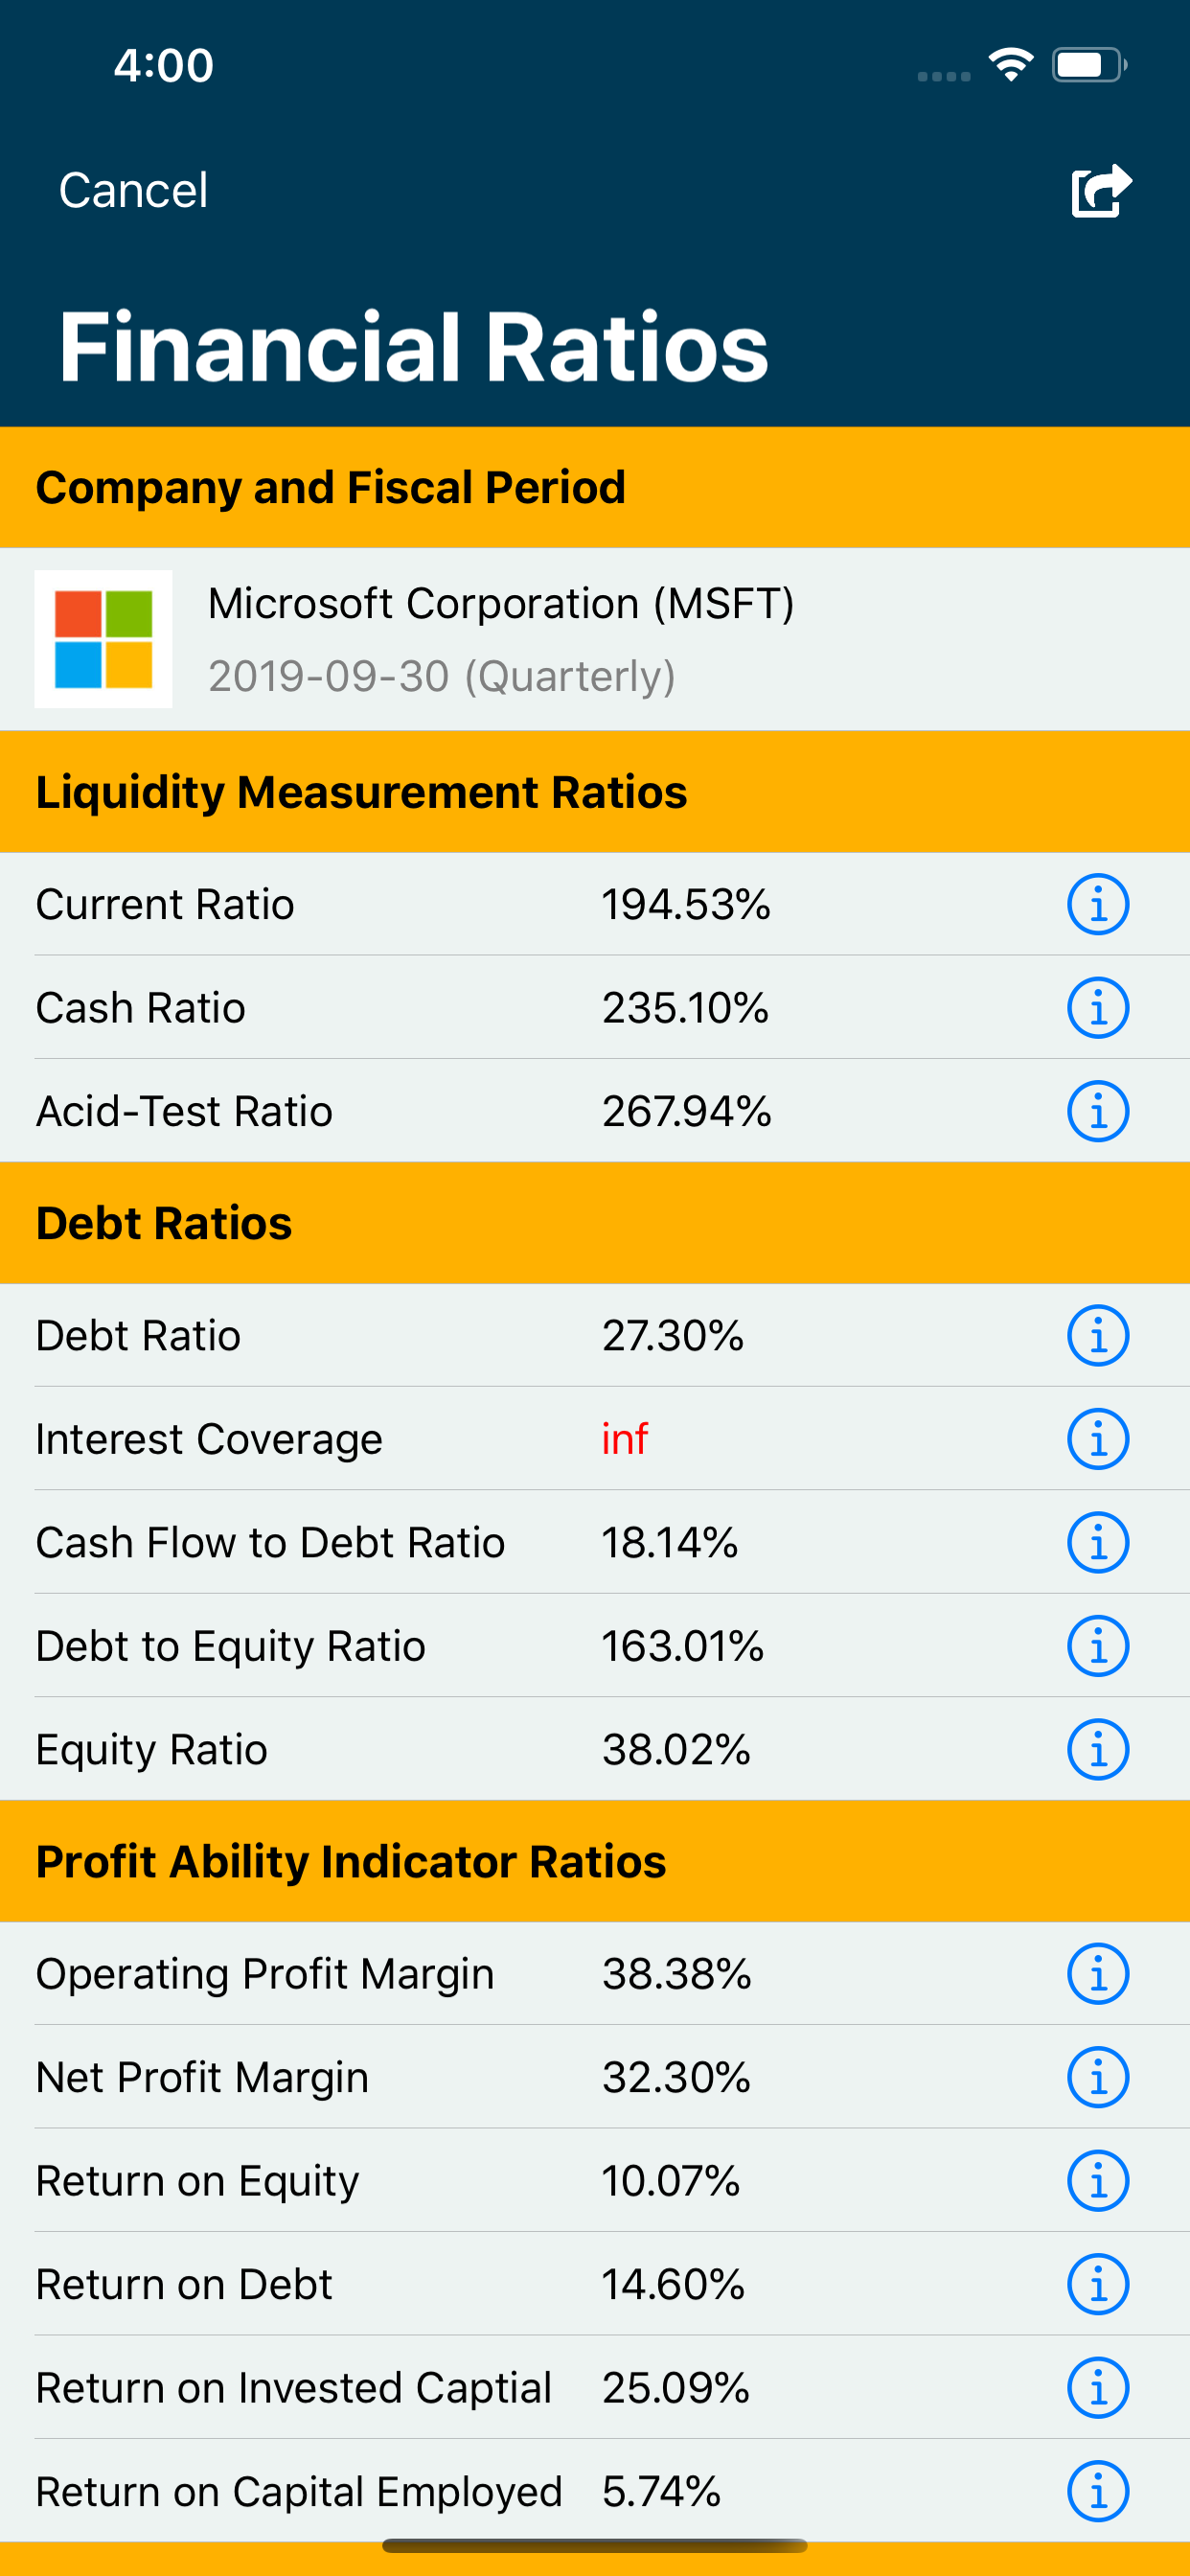 4:00
Cancel
Financial Ratios
Company and Fiscal Period
Microsoft Corporation (MSFT)
2019-09-30 (Quarterly)
Liquidity Measurement Ratios
Current Ratio 194.53%
Cash Ratio 235.10%
Acid-Test Ratio 267.94%
Debt Ratios
Debt Ratio 27.30%
Interest Coverage inf
Cash Flow to Debt Ratio 18.14%
Debt to Equity Ratio 163.01%
Equity Ratio 38.02%
Profit Ability Indicator Ratios
Operating Profit Margin 38.38%
Net Profit Margin 32.30%
Return on Equity 10.07%
Return on Debt 14.60%
Return on Invested Captial 25.09%
Return on Capital Employed 5.74%